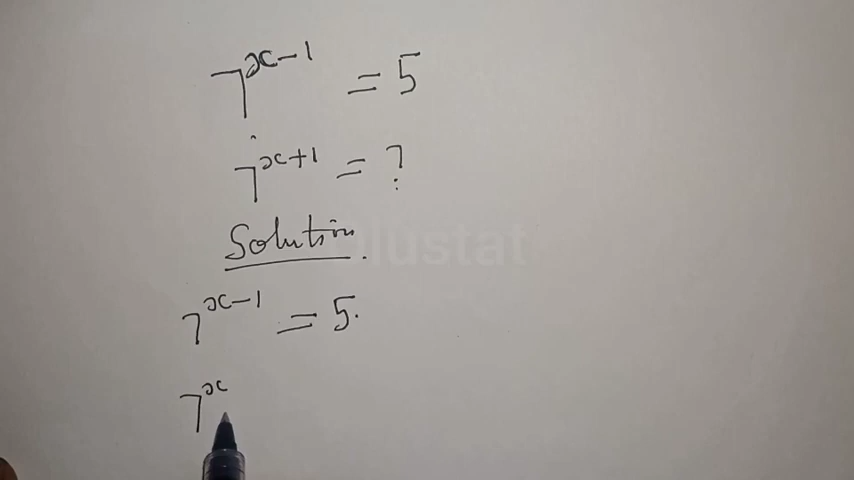 7^{x-1} = 5
7^{x+1} = ?
Solution.
7^{x-1} = 5.
7^x